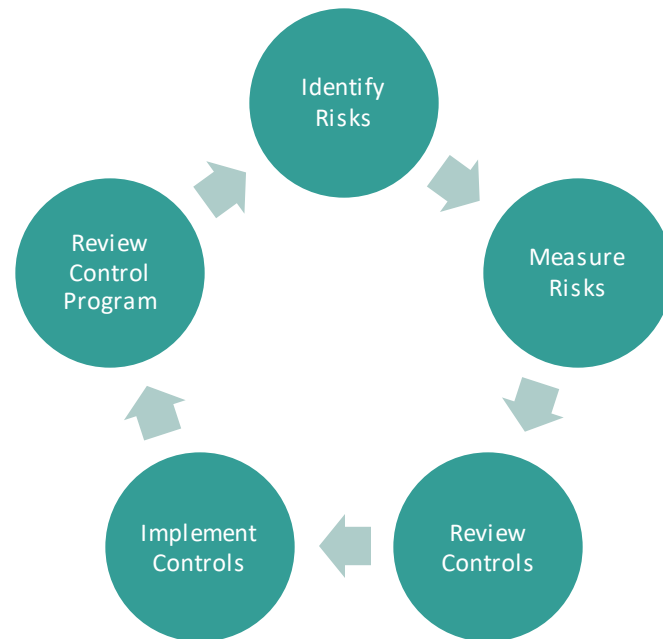 Identify
Risks
Measure
Risks
Review
Controls
Implement
Controls
Review
Control
Program